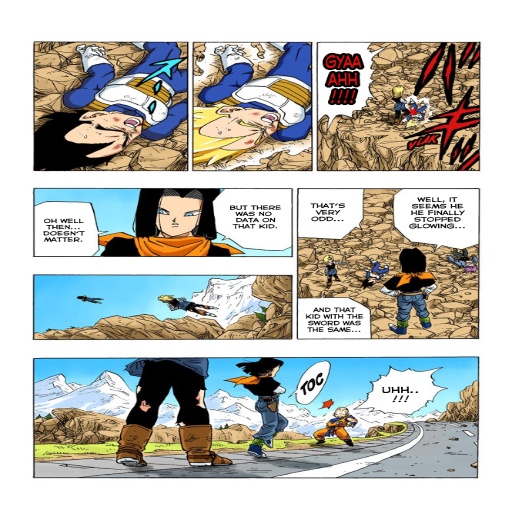 GYAA
AHH
!!!!
VLAK
WELL, IT
SEEMS HE
HE FINALLY
STOPPED
GLOWING...
THAT'S
VERY
ODD...
AND THAT
KID WITH THE
SWORD WAS
THE SAME...
BUT THERE
WAS NO
DATA ON
THAT KID.
OH WELL
THEN...
DOESN'T
MATTER.
UHH..
!!!
TOC